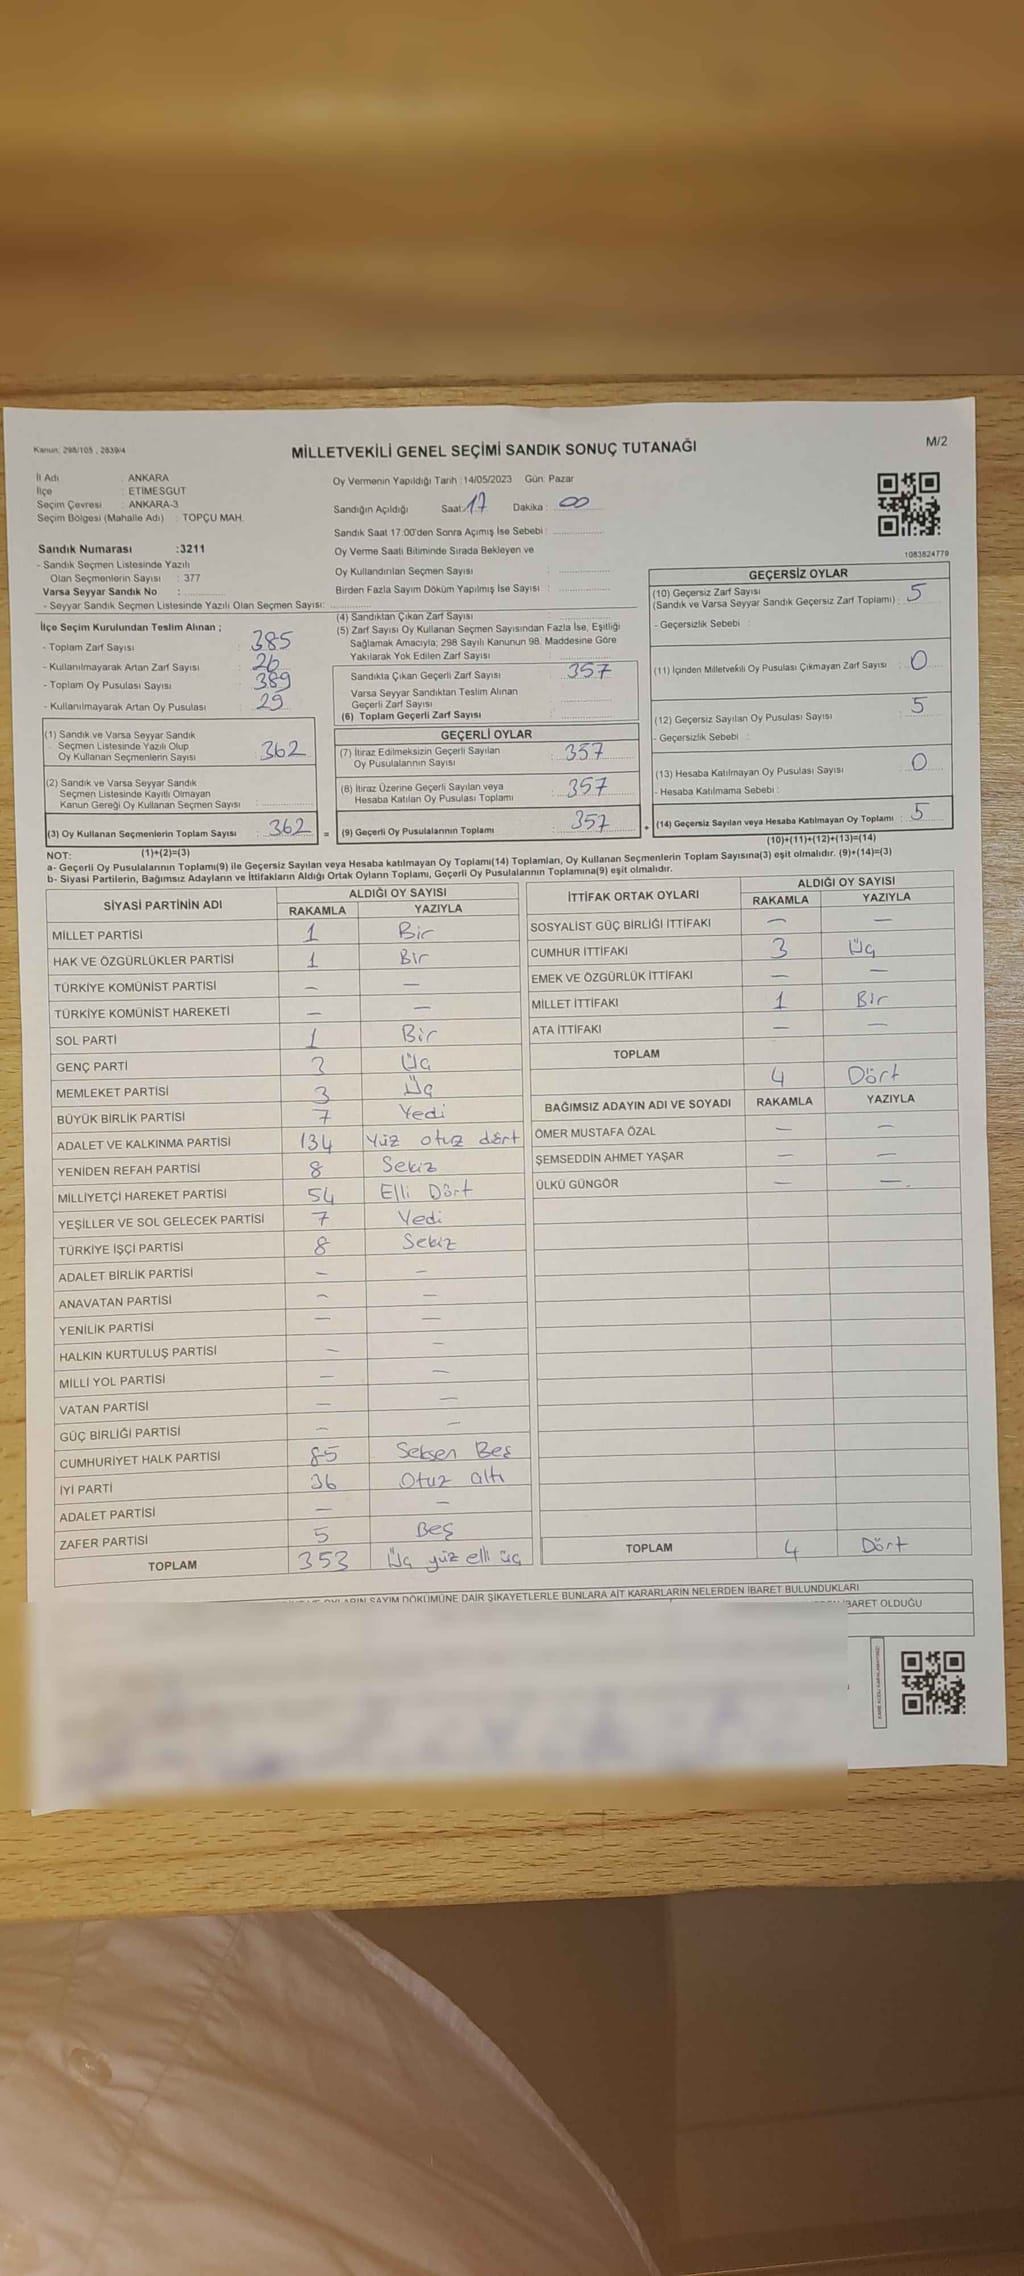 Kanun: 298/105 , 2839/4
MİLLETVEKİLİ GENEL SEÇİMİ SANDIK SONUÇ TUTANAĞI
M/2
İl Adı : ANKARA
İlçe : ETİMESGUT
Seçim Çevresi : ANKARA-3
Seçim Bölgesi (Mahalle Adı) : TOPÇU MAH.
Oy Vermenin Yapıldığı Tarih :14/05/2023 Gün: Pazar
Sandığın Açıldığı Saat: 17 Dakika : 00
Sandık Saat 17:00'den Sonra Açımış İse Sebebi :
Oy Verme Saati Bitiminde Sırada Bekleyen ve
Oy Kullandırılan Seçmen Sayısı :
Birden Fazla Sayım Döküm Yapılmış İse Sayısı :
Sandık Numarası :3211
- Sandık Seçmen Listesinde Yazılı
Olan Seçmenlerin Sayısı : 377
Varsa Seyyar Sandık No :
- Seyyar Sandık Seçmen Listesinde Yazılı Olan Seçmen Sayısı:
İlçe Seçim Kurulundan Teslim Alınan ;
- Toplam Zarf Sayısı : 385
- Kullanılmayarak Artan Zarf Sayısı : 26
- Toplam Oy Pusulası Sayısı : 389
- Kullanılmayarak Artan Oy Pusulası : 29
(1) Sandık ve Varsa Seyyar Sandık
Seçmen Listesinde Yazılı Olup
Oy Kullanan Seçmenlerin Sayısı : 362
(2) Sandık ve Varsa Seyyar Sandık
Seçmen Listesinde Kayıtlı Olmayan
Kanun Gereği Oy Kullanan Seçmen Sayısı :
(3) Oy Kullanan Seçmenlerin Toplam Sayısı : 362 =
(1)+(2)=(3)
(4) Sandıktan Çıkan Zarf Sayısı :
(5) Zarf Sayısı Oy Kullanan Seçmen Sayısından Fazla İse, Eşitliği
Sağlamak Amacıyla; 298 Sayılı Kanunun 98. Maddesine Göre
Yakılarak Yok Edilen Zarf Sayısı :
Sandıkta Çıkan Geçerli Zarf Sayısı : 357
Varsa Seyyar Sandıktan Teslim Alınan
Geçerli Zarf Sayısı :
(6) Toplam Geçerli Zarf Sayısı :
GEÇERLİ OYLAR
(7) İtiraz Edilmeksizin Geçerli Sayılan
Oy Pusulalarının Sayısı : 357
(8) İtiraz Üzerine Geçerli Sayılan veya
Hesaba Katılan Oy Pusulası Toplamı : 357
(9) Geçerli Oy Pusulalarının Toplamı : 357 +
1083824779
GEÇERSİZ OYLAR
(10) Geçersiz Zarf Sayısı
(Sandık ve Varsa Seyyar Sandık Geçersiz Zarf Toplamı) : 5
- Geçersizlik Sebebi :
(11) İçinden Milletvekili Oy Pusulası Çıkmayan Zarf Sayısı : 0
(12) Geçersiz Sayılan Oy Pusulası Sayısı : 5
- Geçersizlik Sebebi :
(13) Hesaba Katılmayan Oy Pusulası Sayısı : 0
- Hesaba Katılmama Sebebi :
(14) Geçersiz Sayılan veya Hesaba Katılmayan Oy Toplamı : 5
(10)+(11)+(12)+(13)=(14)
NOT:
a- Geçerli Oy Pusulalarının Toplamı(9) ile Geçersiz Sayılan veya Hesaba katılmayan Oy Toplamı(14) Toplamları, Oy Kullanan Seçmenlerin Toplam Sayısına(3) eşit olmalıdır. (9)+(14)=(3)
b- Siyasi Partilerin, Bağımsız Adayların ve İttifakların Aldığı Ortak Oyların Toplamı, Geçerli Oy Pusulalarının Toplamına(9) eşit olmalıdır.
SİYASİ PARTİNİN ADI ALDIĞI OY SAYISI
RAKAMLA YAZIYLA
MİLLET PARTİSİ 1 Bir
HAK VE ÖZGÜRLÜKLER PARTİSİ 1 Bir
TÜRKİYE KOMÜNİST PARTİSİ — —
TÜRKİYE KOMÜNİST HAREKETİ — —
SOL PARTİ 1 Bir
GENÇ PARTİ 3 Üç
MEMLEKET PARTİSİ 3 Üç
BÜYÜK BİRLİK PARTİSİ 7 Yedi
ADALET VE KALKINMA PARTİSİ 134 Yüz otuz dört
YENİDEN REFAH PARTİSİ 8 Sekiz
MİLLİYETÇİ HAREKET PARTİSİ 54 Elli Dört
YEŞİLLER VE SOL GELECEK PARTİSİ 7 Yedi
TÜRKİYE İŞÇİ PARTİSİ 8 Sekiz
ADALET BİRLİK PARTİSİ — —
ANAVATAN PARTİSİ — —
YENİLİK PARTİSİ — —
HALKIN KURTULUŞ PARTİSİ — —
MİLLİ YOL PARTİSİ — —
VATAN PARTİSİ — —
GÜÇ BİRLİĞİ PARTİSİ — —
CUMHURİYET HALK PARTİSİ 85 Seksen Beş
İYİ PARTİ 36 Otuz altı
ADALET PARTİSİ — —
ZAFER PARTİSİ 5 Beş
TOPLAM 353 Üç yüz elli üç
İTTİFAK ORTAK OYLARI ALDIĞI OY SAYISI
RAKAMLA YAZIYLA
SOSYALİST GÜÇ BİRLİĞİ İTTİFAKI — —
CUMHUR İTTİFAKI 3 Üç
EMEK VE ÖZGÜRLÜK İTTİFAKI — —
MİLLET İTTİFAKI 1 Bir
ATA İTTİFAKI — —
TOPLAM 4 Dört
BAĞIMSIZ ADAYIN ADI VE SOYADI RAKAMLA YAZIYLA
ÖMER MUSTAFA ÖZAL — —
ŞEMSEDDİN AHMET YAŞAR — —
ÜLKÜ GÜNGÖR — —
TOPLAM 4 Dört
OYLARIN SAYIM DÖKÜMÜNE DAİR ŞİKAYETLERLE BUNLARA AİT KARARLARIN NELERDEN İBARET BULUNDUKLARI
İBARET OLDUĞU